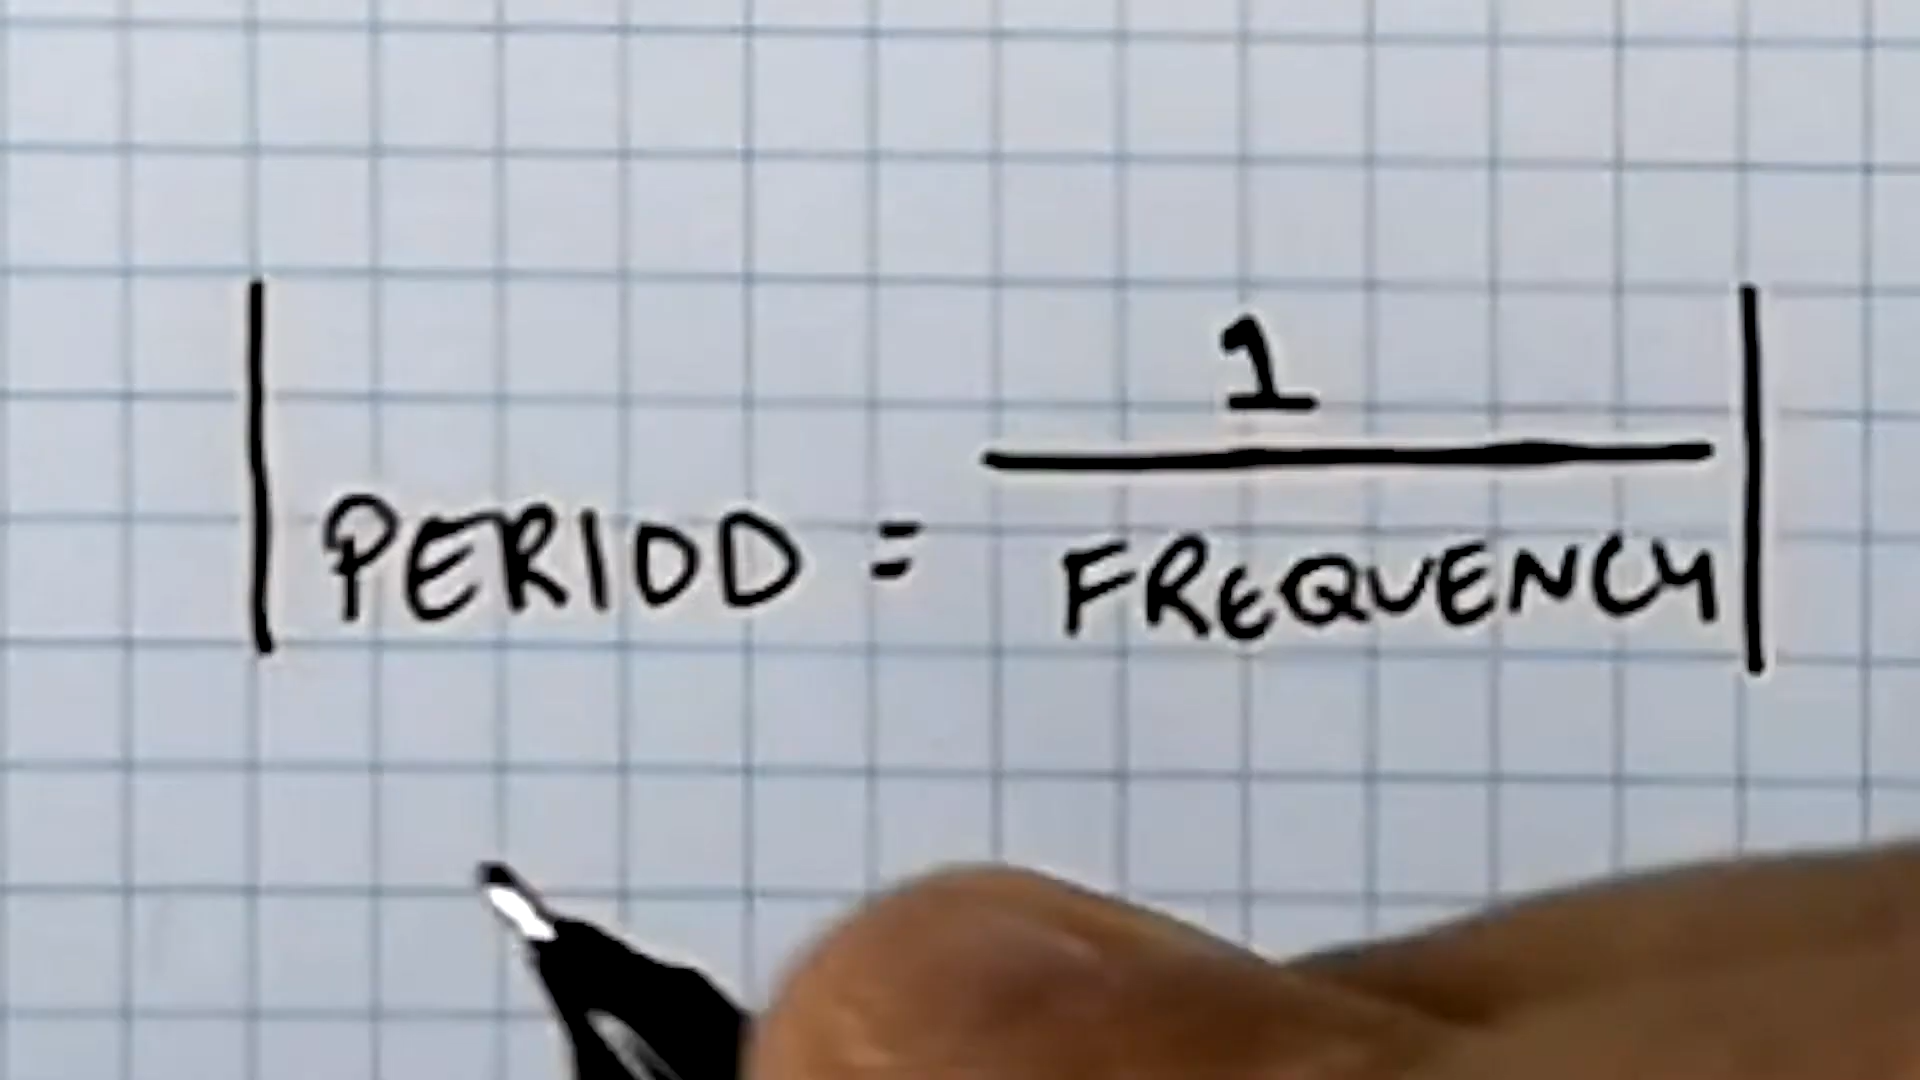 1
PERIOD = FREQUENCY